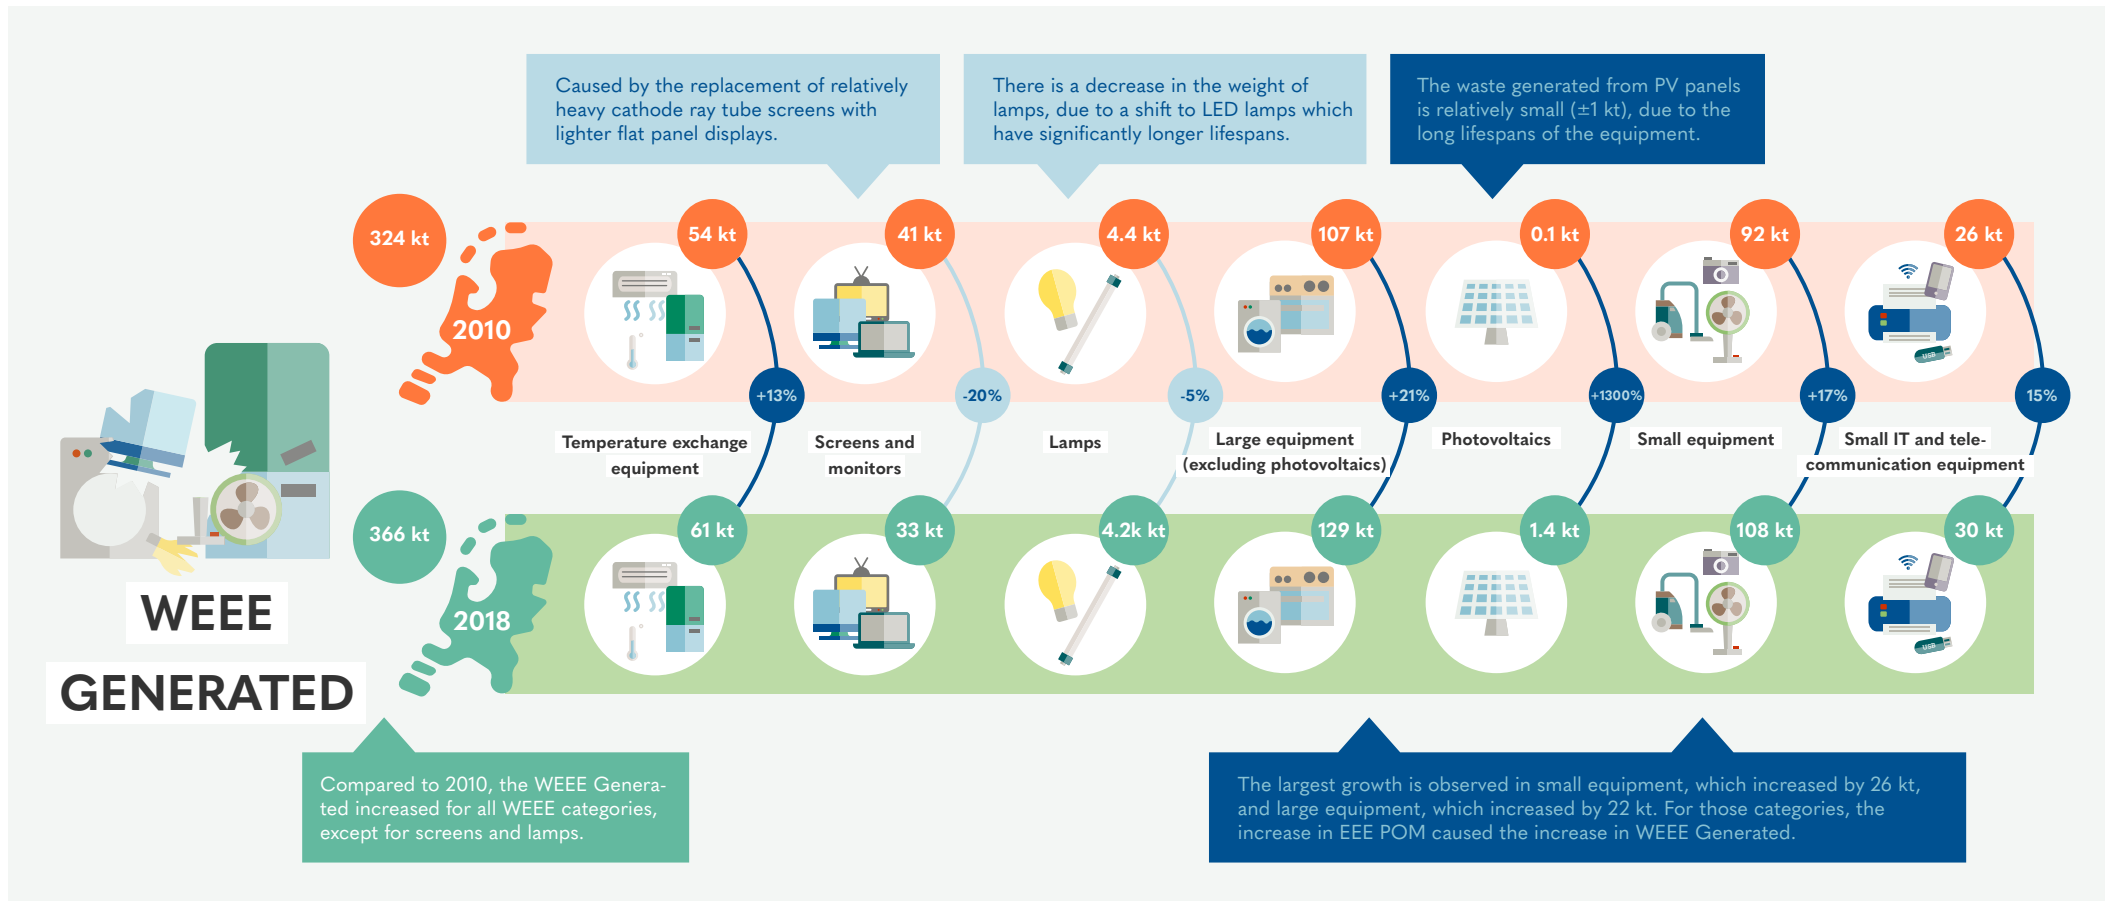 Caused by the replacement of relatively
heavy cathode ray tube screens with
lighter flat panel displays.
There is a decrease in the weight of
lamps, due to a shift to LED lamps which
have significantly longer lifespans.
The waste generated from PV panels
is relatively small (±1 kt), due to the
long lifespans of the equipment.
324 kt
54 kt
41 kt
4.4 kt
107 kt
0.1 kt
92 kt
26 kt
2010
USB
+13%
-20%
-5%
+21%
+1300%
+17%
15%
Temperature exchange
equipment
Screens and
monitors
Lamps
Large equipment
(excluding photovoltaics)
Photovoltaics
Small equipment
Small IT and tele-
communication equipment
366 kt
61 kt
33 kt
4.2k kt
129 kt
1.4 kt
108 kt
30 kt
2018
USB
WEEE
GENERATED
Compared to 2010, the WEEE Genera-
ted increased for all WEEE categories,
except for screens and lamps.
The largest growth is observed in small equipment, which increased by 26 kt,
and large equipment, which increased by 22 kt. For those categories, the
increase in EEE POM caused the increase in WEEE Generated.